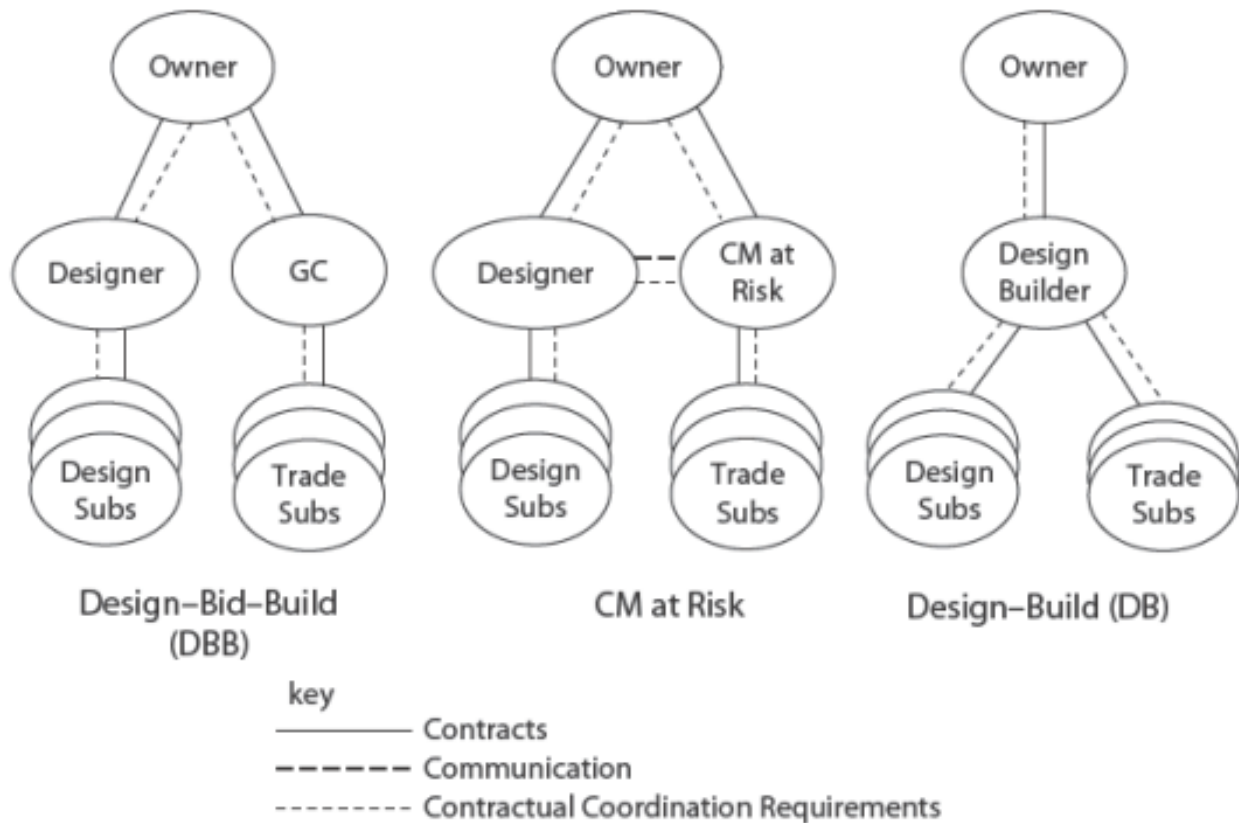 Owner
Designer
GC
Design
Subs
Trade
Subs
Design–Bid–Build
(DBB)
Owner
Designer
CM at
Risk
Design
Subs
Trade
Subs
CM at Risk
Owner
Design
Builder
Design
Subs
Trade
Subs
Design–Build (DB)
key
Contracts
Communication
Contractual Coordination Requirements